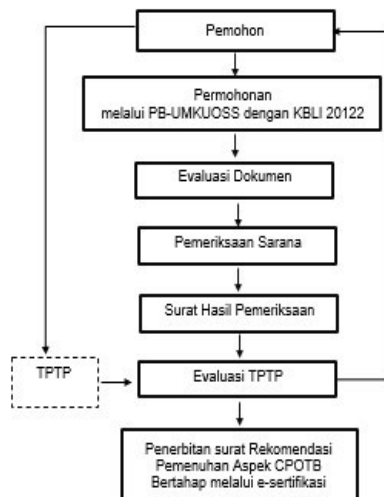 Pemohon
Permohonan
melalui PB-UMKUOSS dengan KBLI 20122
Evaluasi Dokumen
Pemeriksaan Sarana
Surat Hasil Pemeriksaan
TPTP
Evaluasi TPTP
Penerbitan surat Rekomendasi
Pemenuhan Aspek CPOTB
Bertahap melalui e-sertifikasi